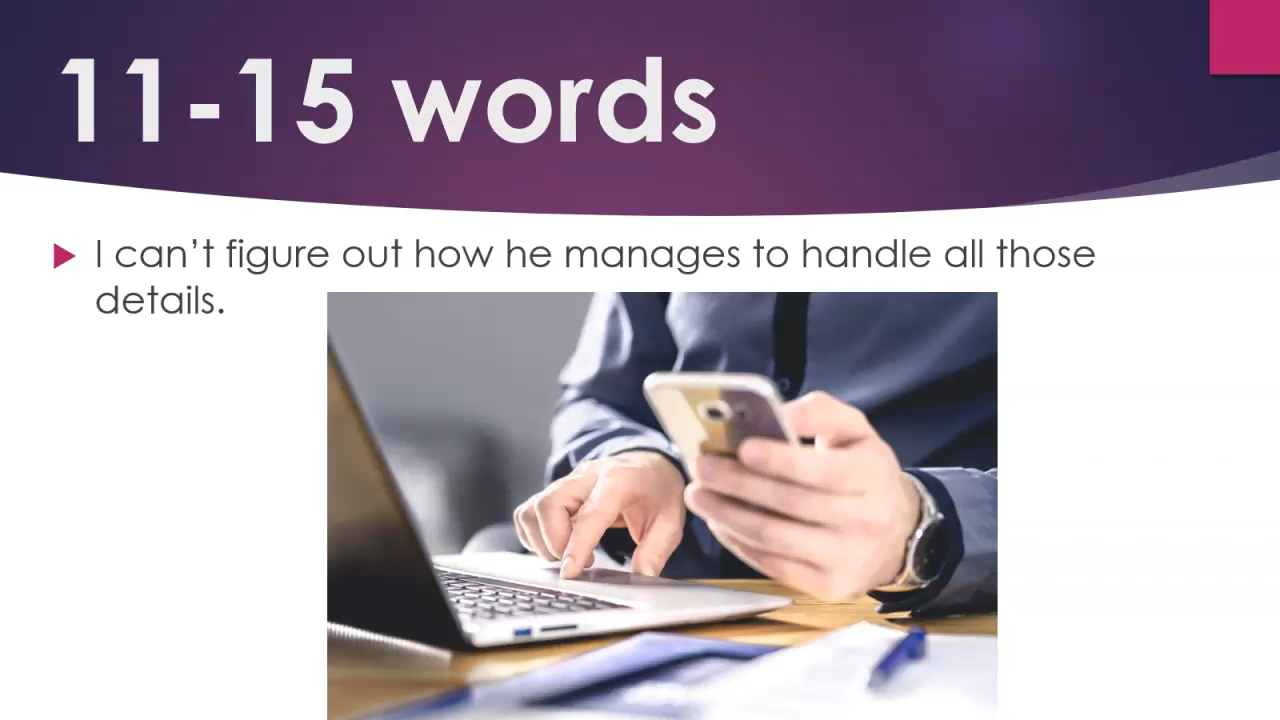 11-15 words
I can’t figure out how he manages to handle all those
details.